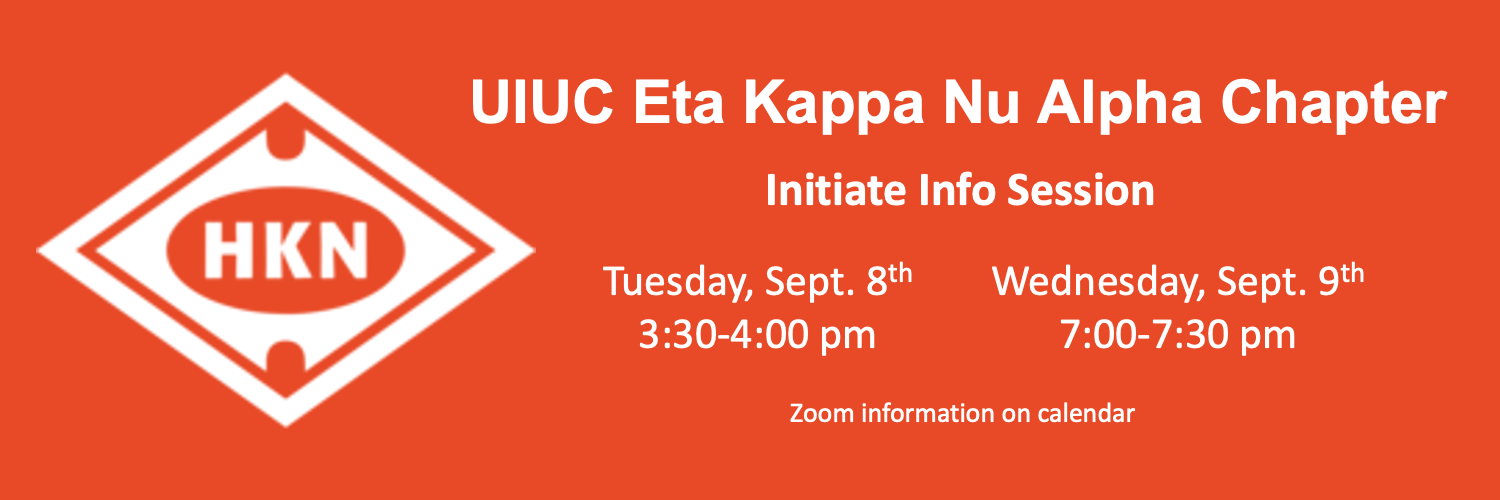 UIUC Eta Kappa Nu Alpha Chapter
Initiate Info Session
HKN
Tuesday, Sept. 8th
3:30-4:00 pm
Wednesday, Sept. 9th
7:00-7:30 pm
Zoom information on calendar